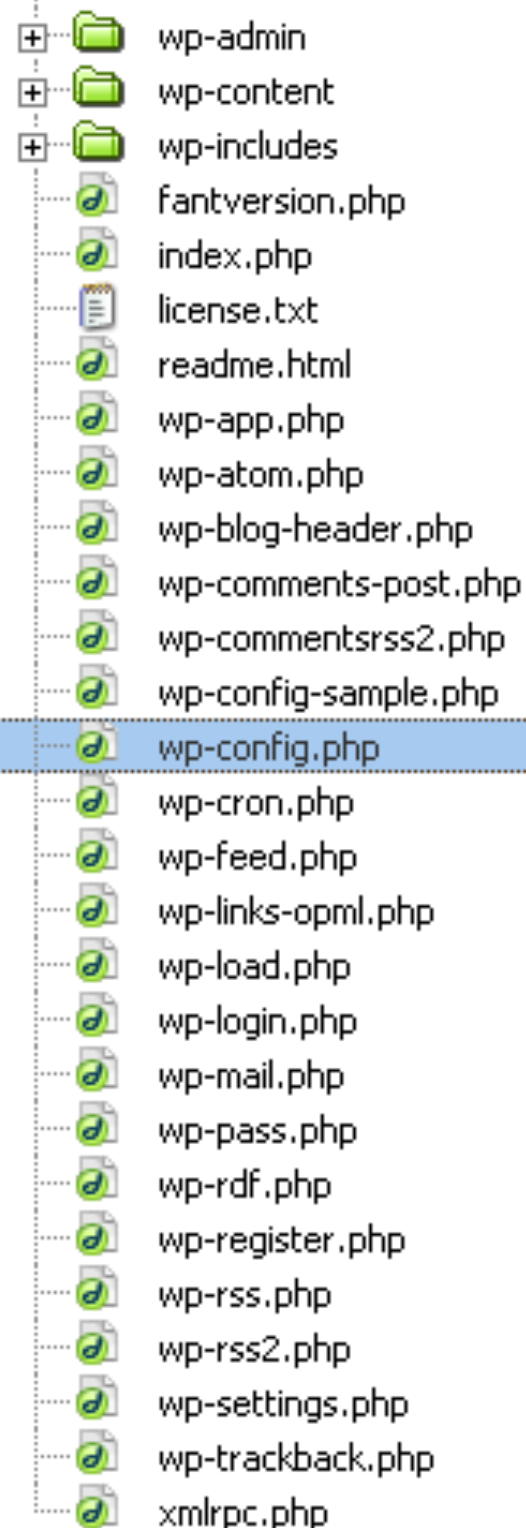 wp-admin
wp-content
wp-includes
fantversion.php
index.php
license.txt
readme.html
wp-app.php
wp-atom.php
wp-blog-header.php
wp-comments-post.php
wp-commentsrss2.php
wp-config-sample.php
wp-config.php
wp-cron.php
wp-feed.php
wp-links-opml.php
wp-load.php
wp-login.php
wp-mail.php
wp-pass.php
wp-rdf.php
wp-register.php
wp-rss.php
wp-rss2.php
wp-settings.php
wp-trackback.php
xmlrpc.php